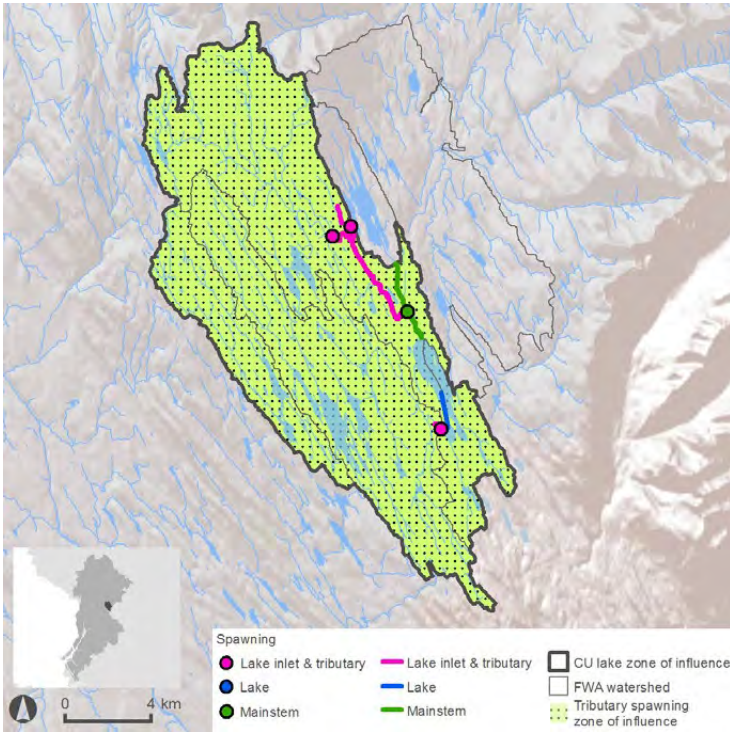 0 4 km
Spawning
Lake inlet & tributary
Lake
Mainstem
Lake inlet & tributary
Lake
Mainstem
CU lake zone of influence
FWA watershed
Tributary spawning
zone of influence